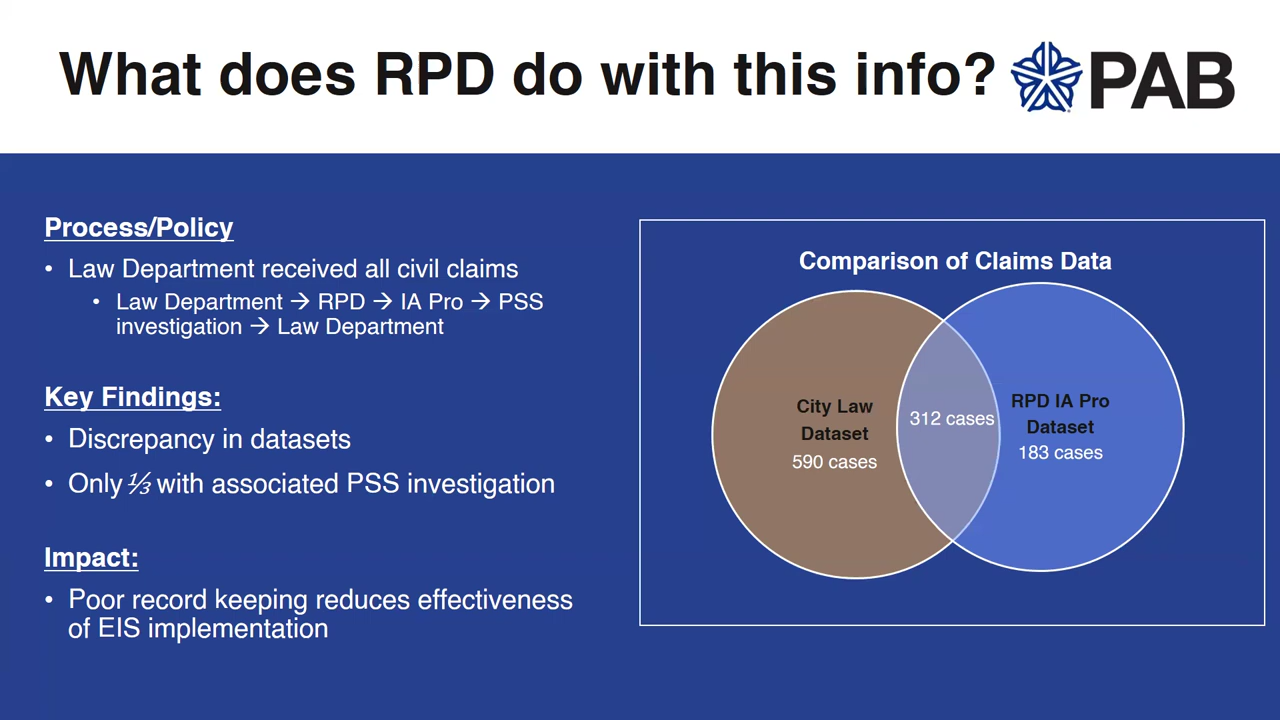 What does RPD do with this info?
PAB
Process/Policy
• Law Department received all civil claims
• Law Department → RPD → IA Pro → PSS
investigation → Law Department
Key Findings:
• Discrepancy in datasets
• Only ⅓ with associated PSS investigation
Impact:
• Poor record keeping reduces effectiveness
of EIS implementation
Comparison of Claims Data
City Law
Dataset
590 cases
312 cases
RPD IA Pro
Dataset
183 cases